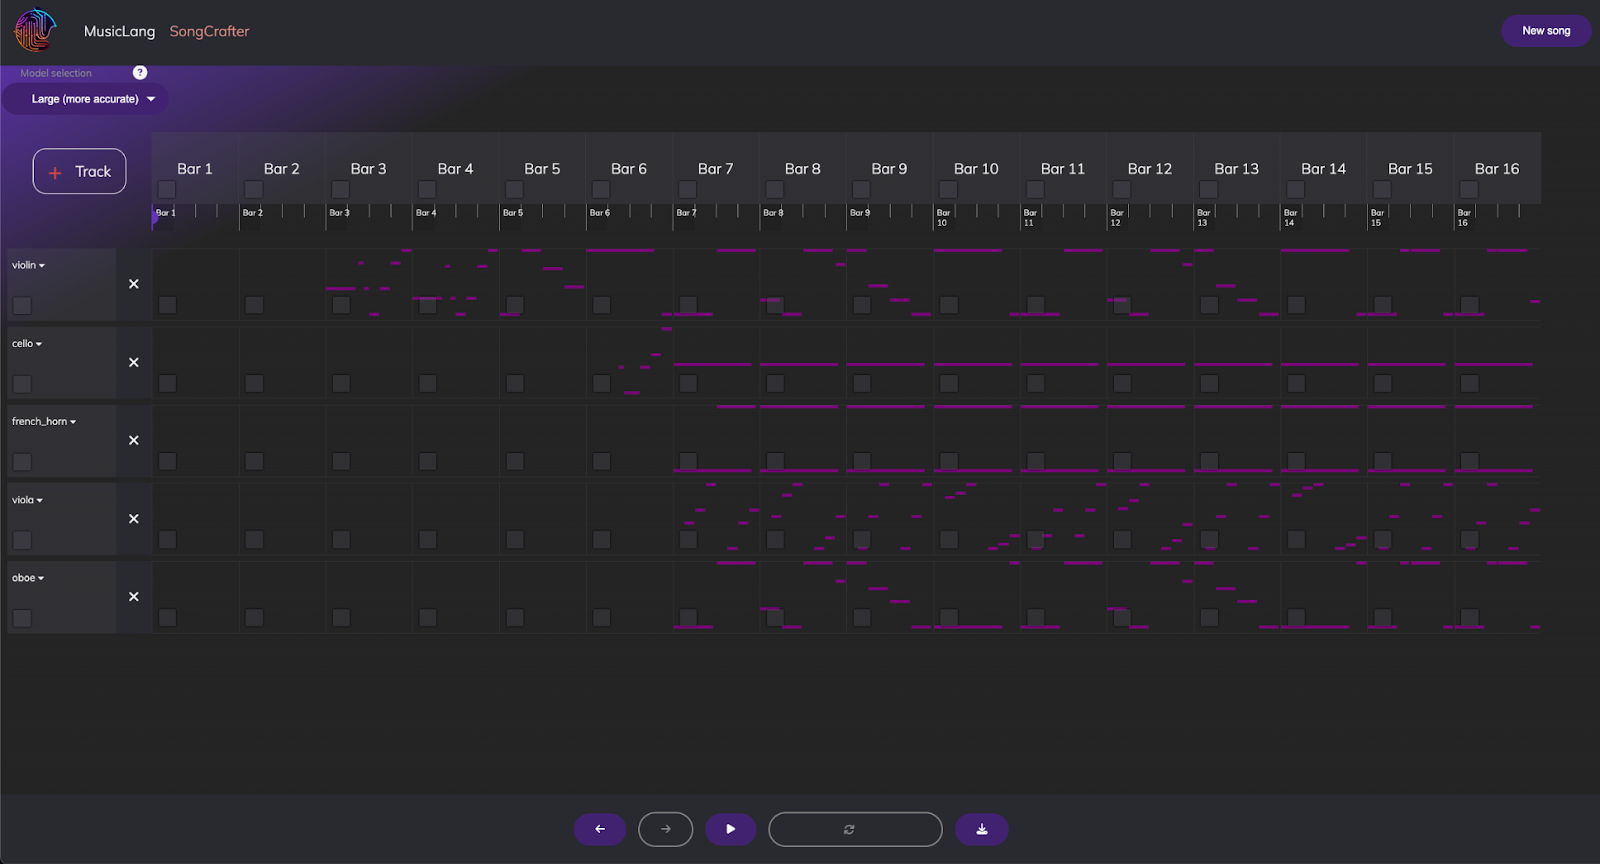 MusicLang SongCrafter
New song
Model selection ?
Large (more accurate)
+ Track
Bar 1 Bar 2 Bar 3 Bar 4 Bar 5 Bar 6 Bar 7 Bar 8 Bar 9 Bar 10 Bar 11 Bar 12 Bar 13 Bar 14 Bar 15 Bar 16
Bar 1 Bar 2 Bar 3 Bar 4 Bar 5 Bar 6 Bar 7 Bar 8 Bar 9 Bar 10 Bar 11 Bar 12 Bar 13 Bar 14 Bar 15 Bar 16
violin
cello
french_horn
viola
oboe